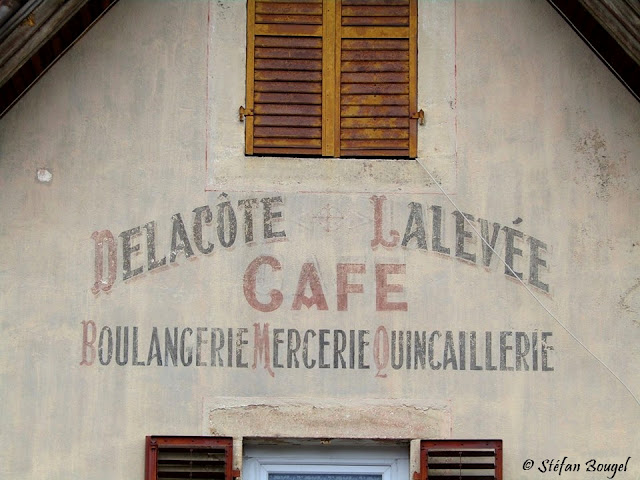 DELACÔTE LALEVÉE
CAFE
BOULANGERIE MERCERIE QUINCAILLERIE
© Stéfan Bougel